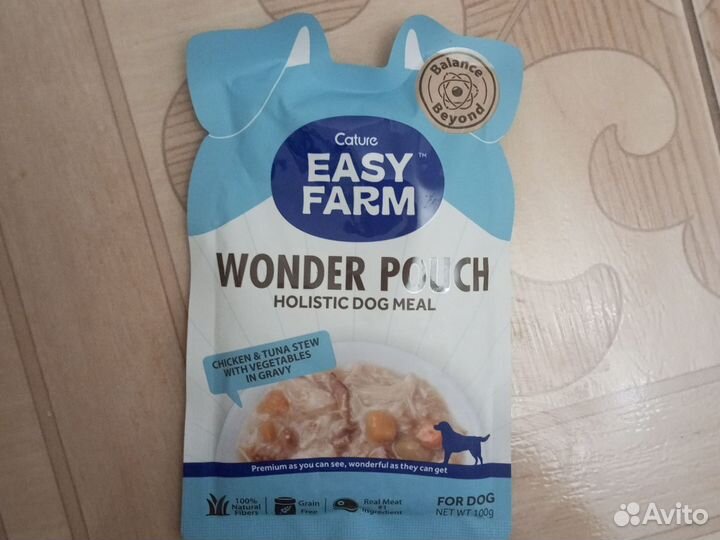 Balance
Beyond
Cature
EASY
FARM™
WONDER POUCH
HOLISTIC DOG MEAL
CHICKEN & TUNA STEW
WITH VEGETABLES
IN GRAVY
Premium as you can see, wonderful as they can get
100%
Natural
Fibers
Grain
Free
Real Meat
#1
Ingredient
FOR DOG
NET WT 100g
Avito